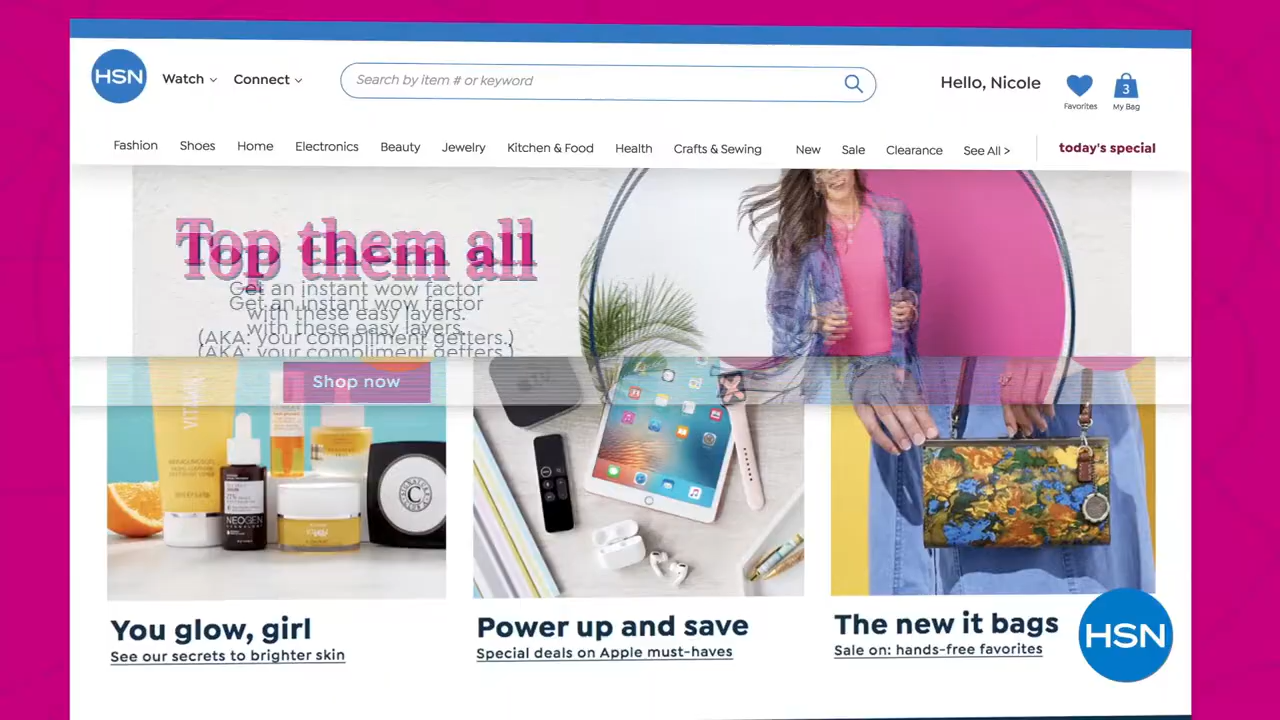 HSN
Watch
Connect
Search by item # or keyword
Hello, Nicole
Favorites
3
My Bag
Fashion
Shoes
Home
Electronics
Beauty
Jewelry
Kitchen & Food
Health
Crafts & Sewing
New
Sale
Clearance
See All >
today's special
Top them all
Get an instant wow factor
with these easy layers.
(AKA: your compliment getters.)
Shop now
NEOGEN
C
You glow, girl
See our secrets to brighter skin
Power up and save
Special deals on Apple must-haves
The new it bags
Sale on: hands-free favorites
HSN